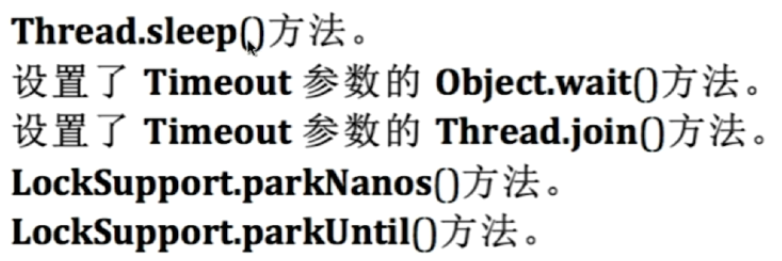 Thread.sleep()方法。
设置了 Timeout 参数的 Object.wait()方法。
设置了 Timeout 参数的 Thread.join()方法。
LockSupport.parkNanos()方法。
LockSupport.parkUntil()方法。